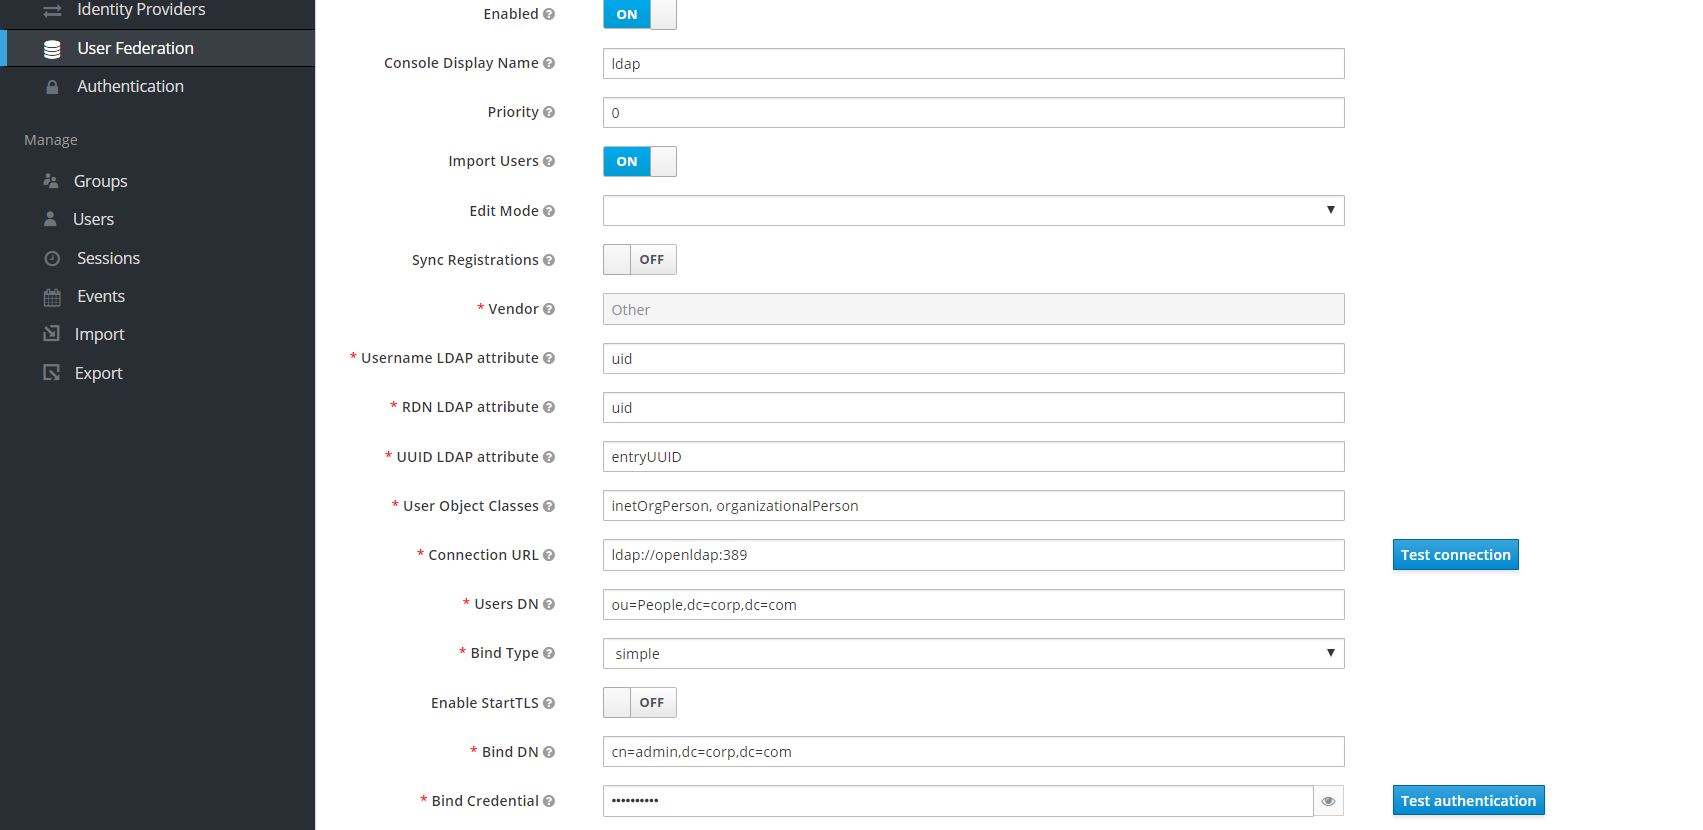 Identity Providers
User Federation
Authentication
Manage
Groups
Users
Sessions
Events
Import
Export
Enabled ON
Console Display Name ldap
Priority 0
Import Users ON
Edit Mode
Sync Registrations OFF
* Vendor Other
* Username LDAP attribute uid
* RDN LDAP attribute uid
* UUID LDAP attribute entryUUID
* User Object Classes inetOrgPerson, organizationalPerson
* Connection URL ldap://openldap:389 Test connection
* Users DN ou=People,dc=corp,dc=com
* Bind Type simple
Enable StartTLS OFF
* Bind DN cn=admin,dc=corp,dc=com
* Bind Credential •••••••••• Test authentication